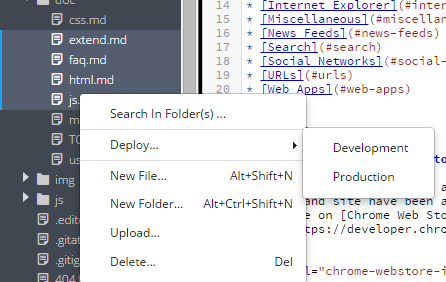 doc
css.md
extend.md
faq.md
html.md
js.
m
TO
us
img
js
.edit
.gitat
.gitig
404.
14 * [Internet Explorer](#inter
15 * [Miscellaneous](#miscellan
16 * [News Feeds](#news-feeds)
17 * [Search](#search)
18 * [Social Networks](#social-
19 * [URLs](#urls)
20 * [Web Apps](#web-apps)
and site have been a
e on [Chrome Web Sto
ttps://developer.chro
l="chrome-webstore-i
Search In Folder(s) ...
Deploy...
New File... Alt+Shift+N
New Folder... Alt+Ctrl+Shift+N
Upload...
Delete... Del
Development
Production